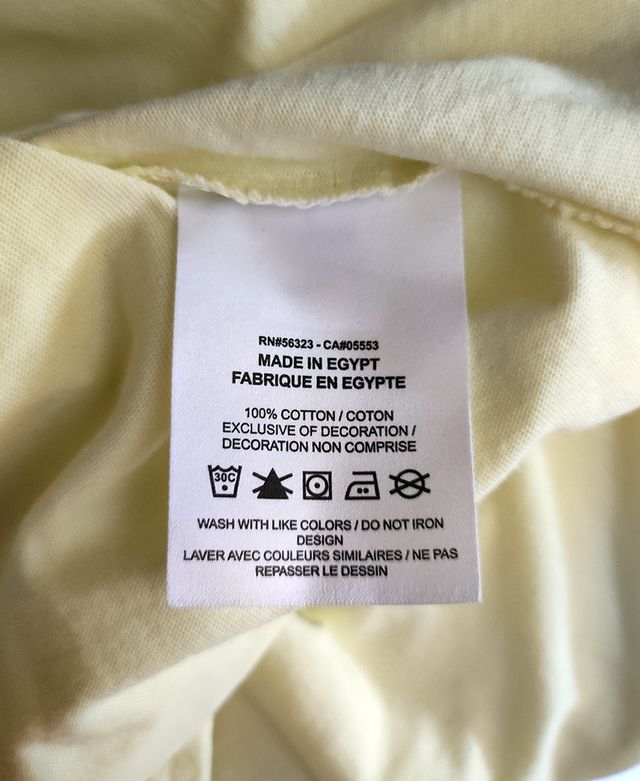 RN#56323 - CA#05553
MADE IN EGYPT
FABRIQUE EN EGYPTE
100% COTTON / COTON
EXCLUSIVE OF DECORATION /
DECORATION NON COMPRISE
30C
WASH WITH LIKE COLORS / DO NOT IRON
DESIGN
LAVER AVEC COULEURS SIMILAIRES / NE PAS
REPASSER LE DESSIN